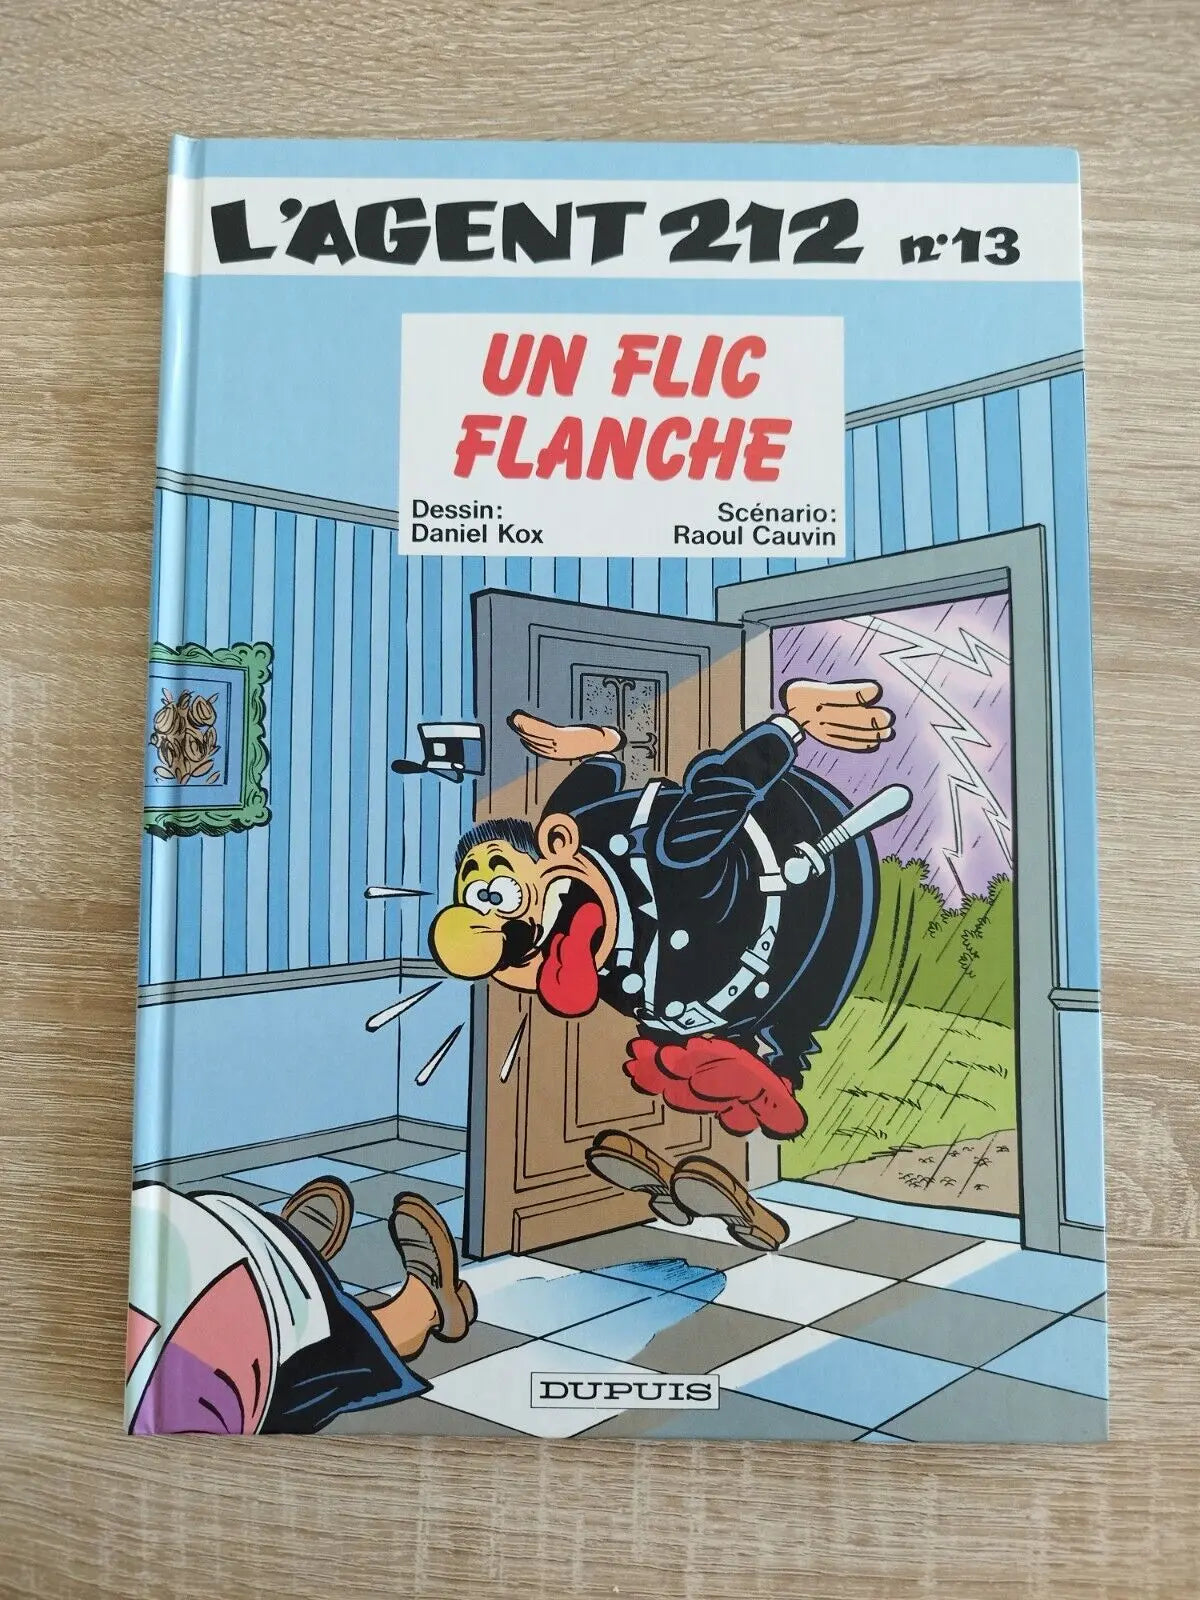 L'AGENT 212 n°13
UN FLIC
FLANCHE
Dessin:
Daniel Kox
Scénario:
Raoul Cauvin
DUPUIS